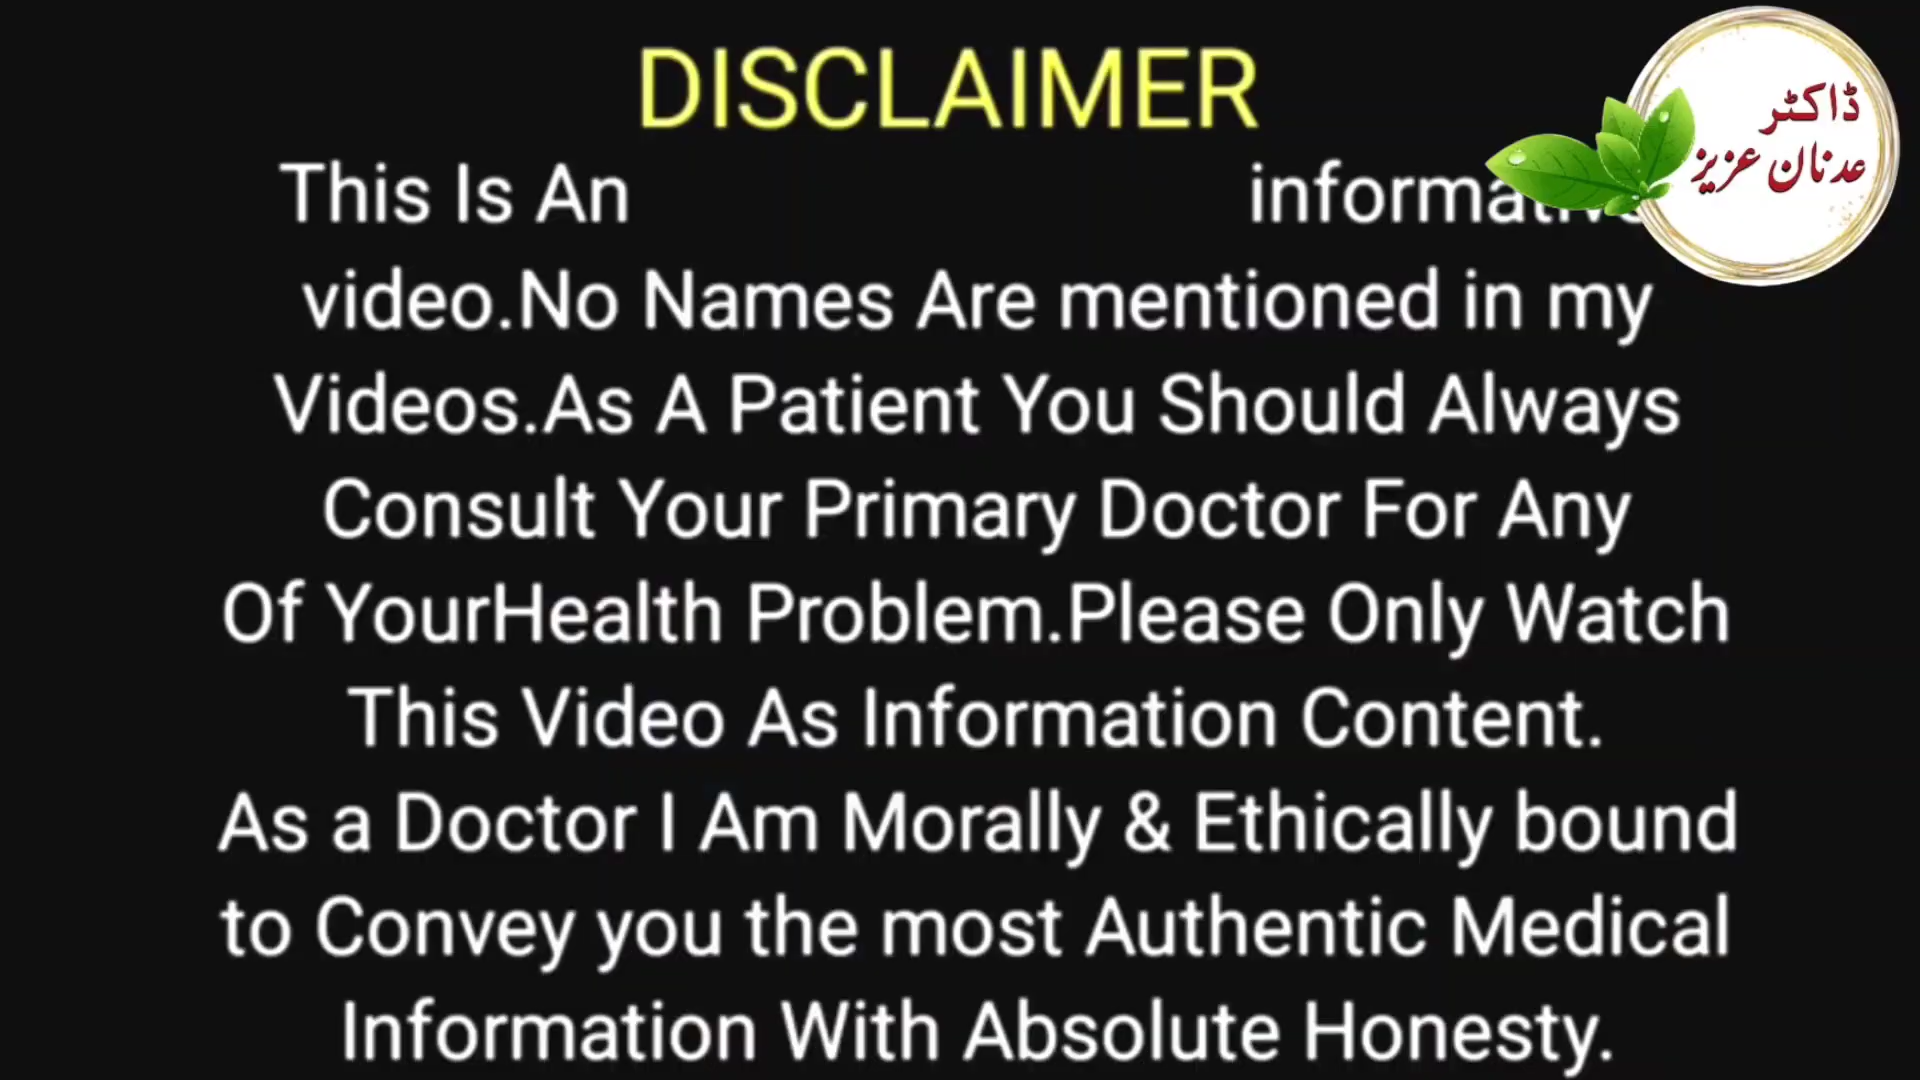 DISCLAIMER
ڈاکٹر
عدنان عزیز
This Is An informative
video.No Names Are mentioned in my
Videos.As A Patient You Should Always
Consult Your Primary Doctor For Any
Of YourHealth Problem.Please Only Watch
This Video As Information Content.
As a Doctor I Am Morally & Ethically bound
to Convey you the most Authentic Medical
Information With Absolute Honesty.